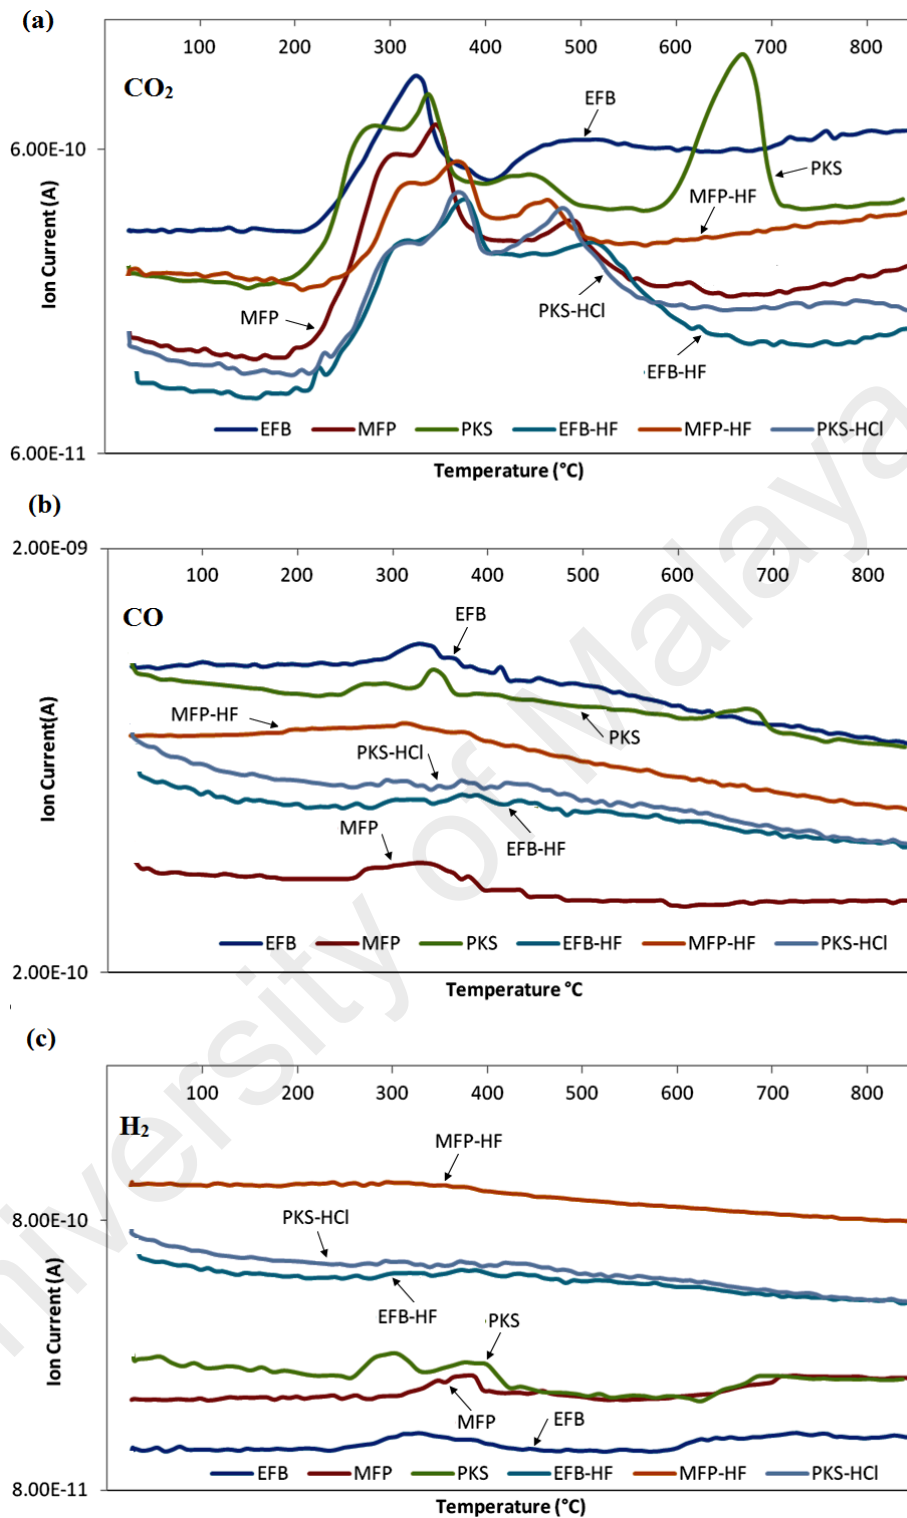 (a)
100 200 300 400 500 600 700 800
CO₂
EFB
6.00E-10
PKS
MFP-HF
MFP
PKS-HCl
EFB-HF
Ion Current (A)
EFB MFP PKS EFB-HF MFP-HF PKS-HCl
6.00E-11
Temperature (°C)
(b)
2.00E-09
100 200 300 400 500 600 700 800
CO
EFB
MFP-HF
PKS
PKS-HCl
MFP
EFB-HF
Ion Current(A)
EFB MFP PKS EFB-HF MFP-HF PKS-HCl
2.00E-10
Temperature °C
(c)
100 200 300 400 500 600 700 800
H₂
MFP-HF
8.00E-10
PKS-HCl
EFB-HF
PKS
MFP
EFB
Ion Current (A)
EFB MFP PKS EFB-HF MFP-HF PKS-HCl
8.00E-11
Temperature (°C)
University of Malaya